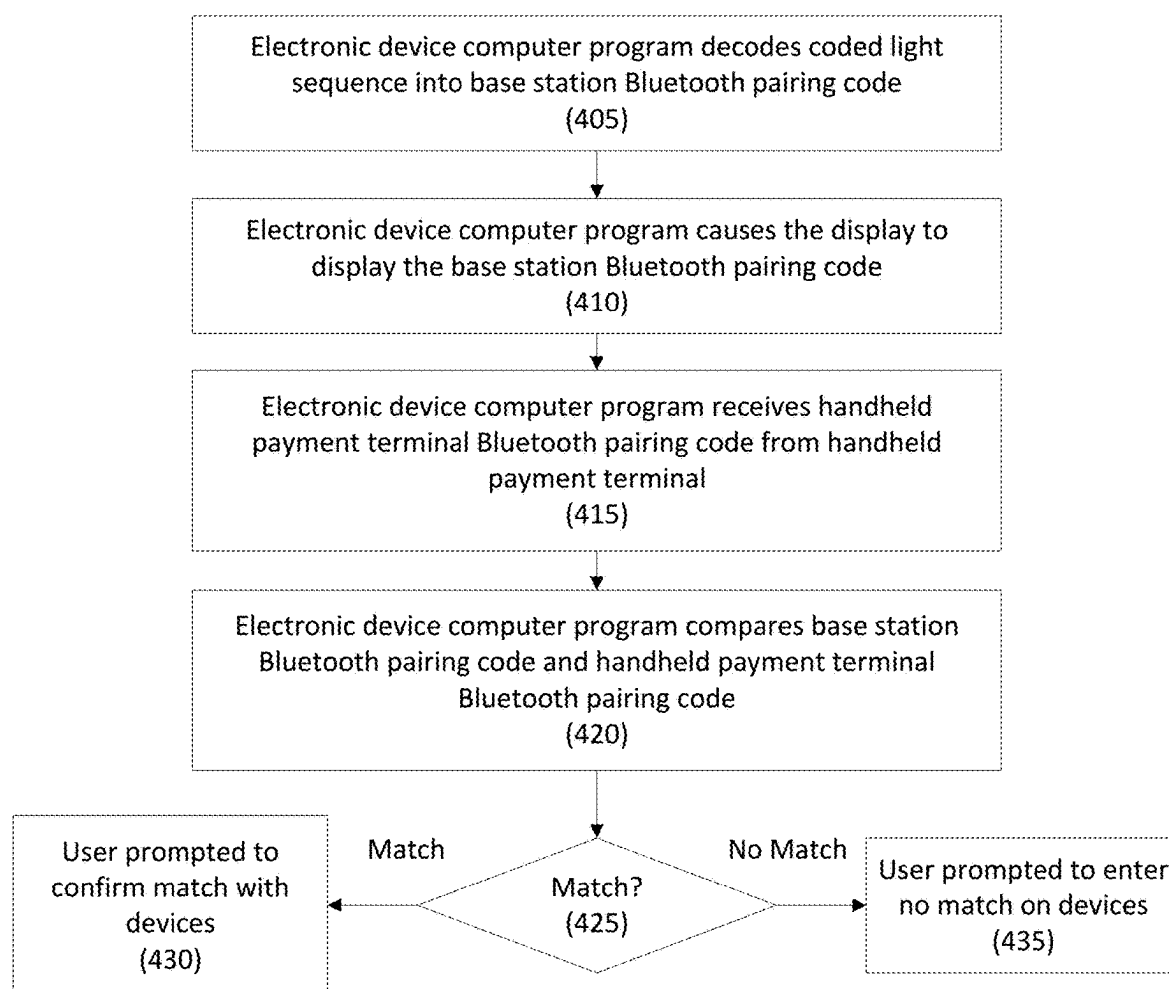 Electronic device computer program decodes coded light
sequence into base station Bluetooth pairing code
(405)
Electronic device computer program causes the display to
display the base station Bluetooth pairing code
(410)
Electronic device computer program receives handheld
payment terminal Bluetooth pairing code from handheld
payment terminal
(415)
Electronic device computer program compares base station
Bluetooth pairing code and handheld payment terminal
Bluetooth pairing code
(420)
User prompted to
confirm match with
devices
(430)
Match
Match?
(425)
No Match
User prompted to enter
no match on devices
(435)